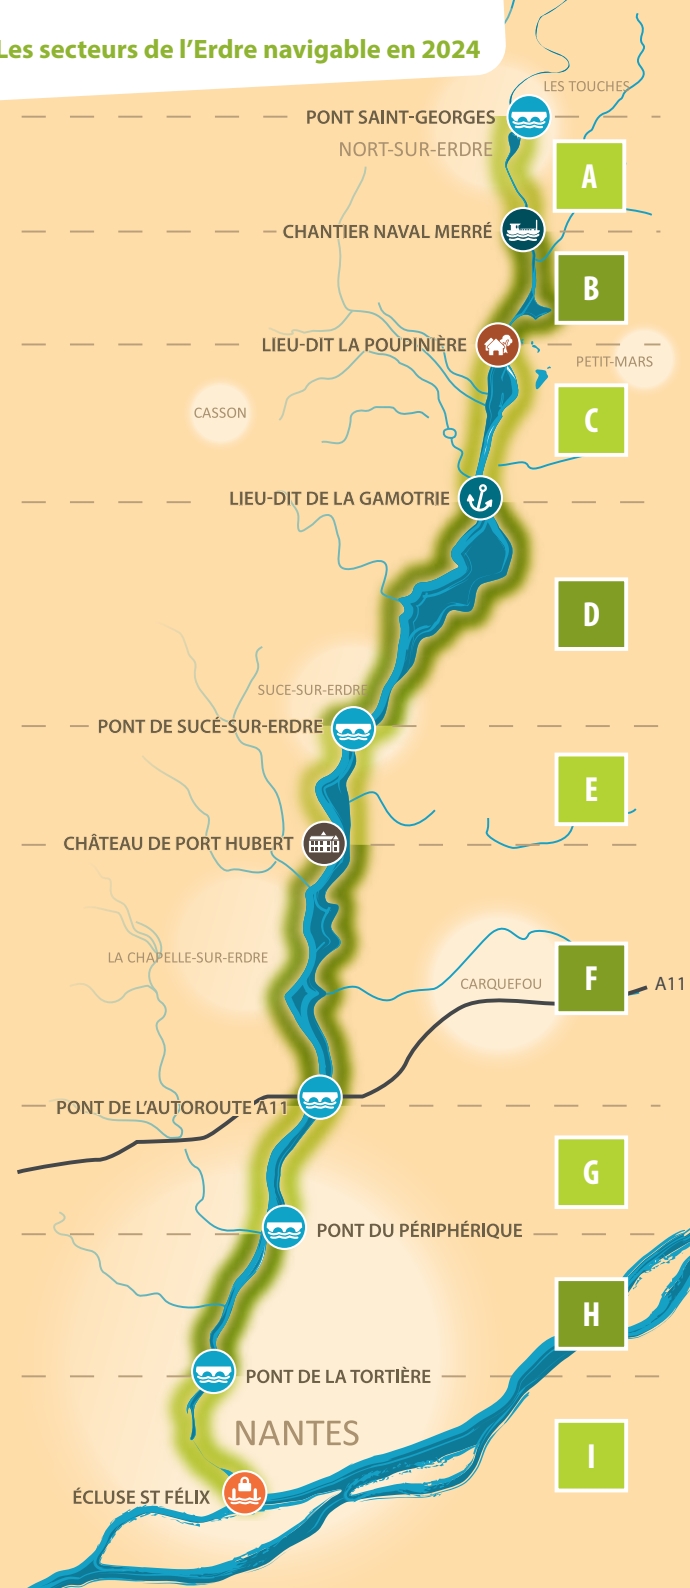 Les secteurs de l'Erdre navigable en 2024
LES TOUCHES
PONT SAINT-GEORGES
NORT-SUR-ERDRE
A
CHANTIER NAVAL MERRÉ
B
LIEU-DIT LA POUPINIÈRE
PETIT-MARS
CASSON
C
LIEU-DIT DE LA GAMOTRIE
D
SUCE-SUR-ERDRE
PONT DE SUCÉ-SUR-ERDRE
E
CHÂTEAU DE PORT HUBERT
LA CHAPELLE-SUR-ERDRE
F
CARQUEFOU
A11
PONT DE L'AUTOROUTE A11
G
PONT DU PÉRIPHÉRIQUE
H
PONT DE LA TORTIÈRE
NANTES
I
ÉCLUSE ST FÉLIX